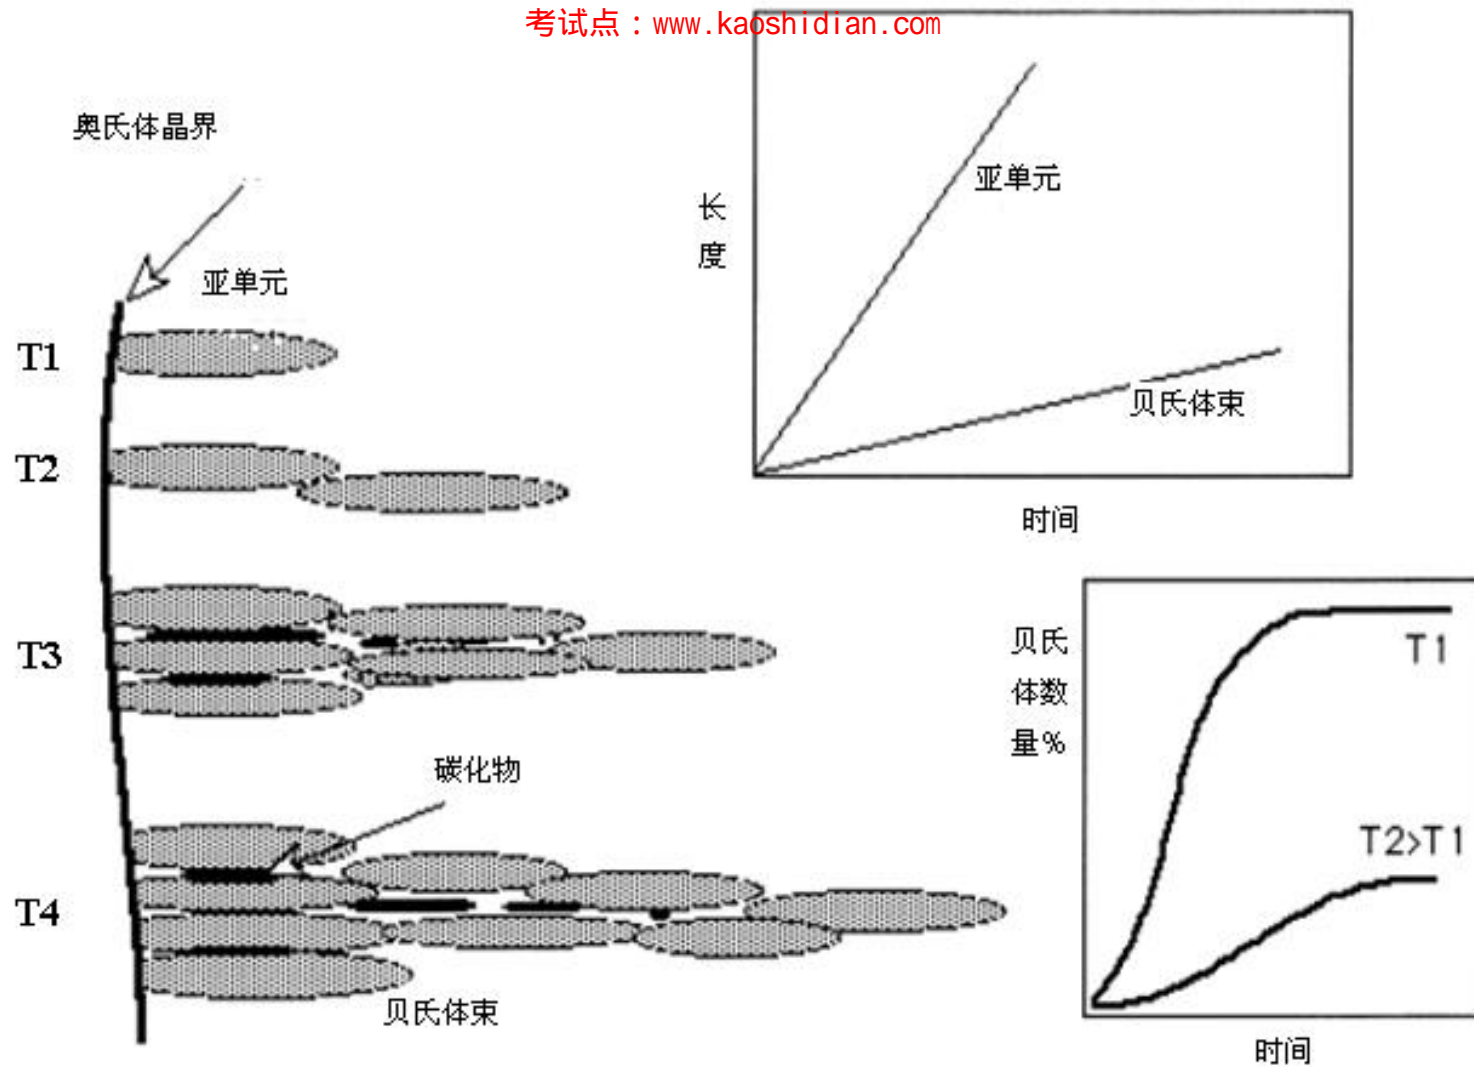 考试点：www.kaoshidian.com
奥氏体晶界
亚单元
T1
T2
T3
碳化物
T4
贝氏体束
长
度
亚单元
贝氏体束
时间
贝氏
体数
量%
T1
T2>T1
时间